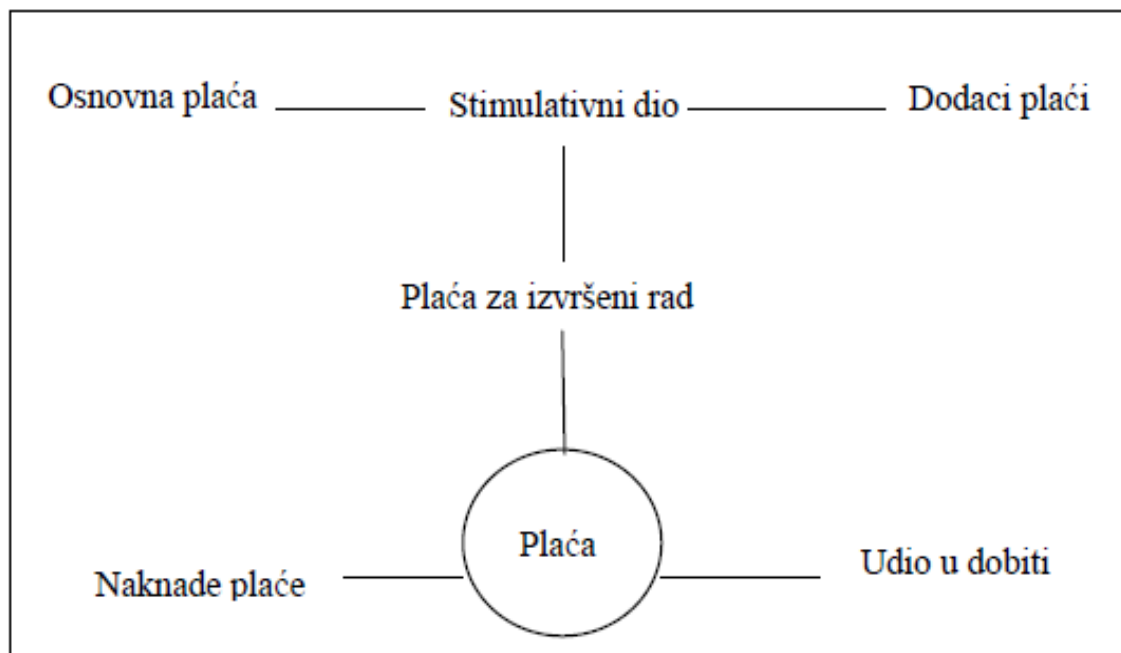 Osnovna plaća
Stimulativni dio
Dodaci plaći
Plaća za izvršeni rad
Plaća
Naknade plaće
Udio u dobiti